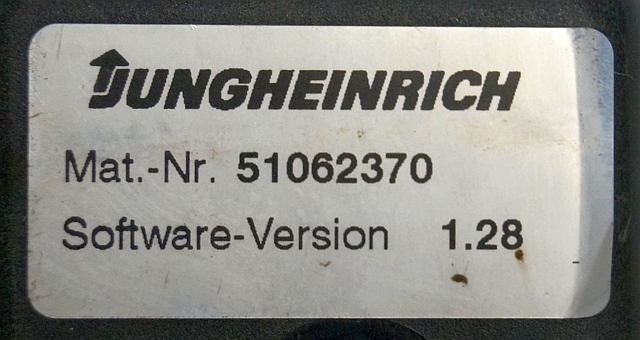 JUNGHEINRICH
Mat.-Nr. 51062370
Software-Version 1.28